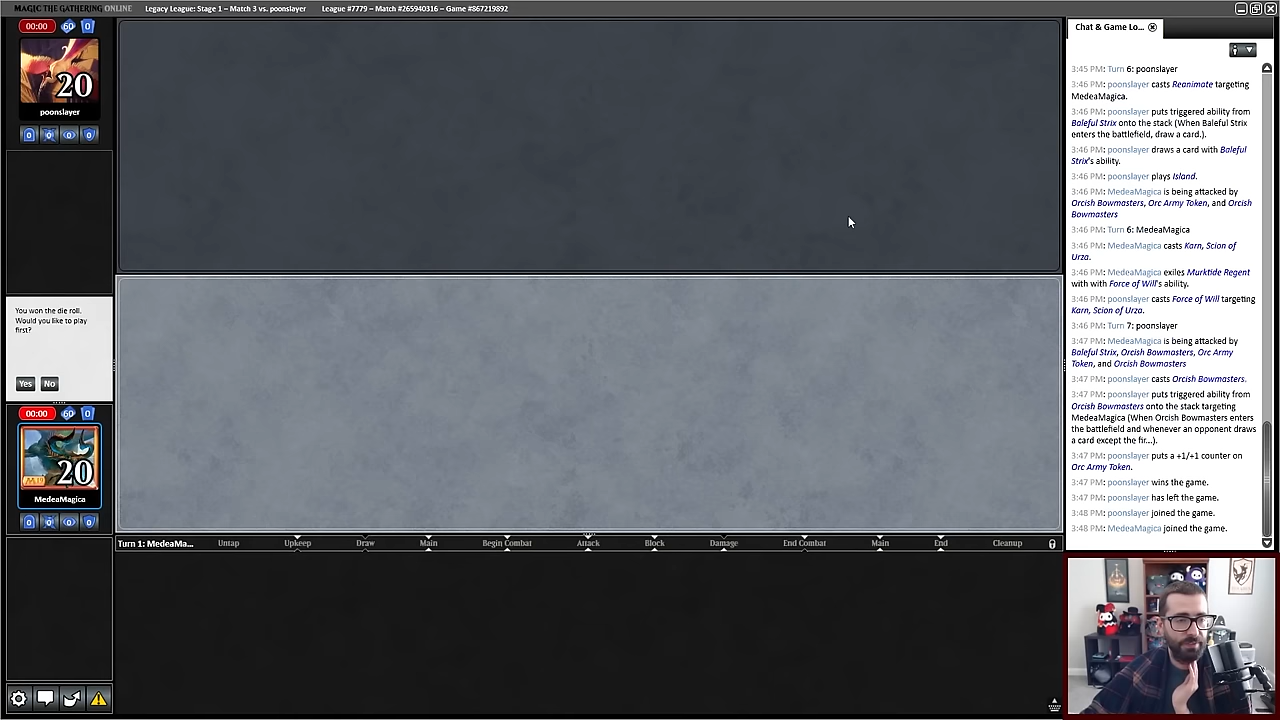 MAGIC THE GATHERING ONLINE Legacy League: Stage 1 – Match 3 vs. poonslayer League #7779 – Match #265940316 – Game #867219892
00:00 60 0
20
poonslayer
0 0 0 0
You won the die roll.
Would you like to play
first?
Yes No
00:00 60 0
20
MedeaMagica
0 0 0 0
Turn 1: MedeaMa... Untap Upkeep Draw Main Begin Combat Attack Block Damage End Combat Main End Cleanup
Chat & Game Lo...
3:45 PM: Turn 6: poonslayer
3:46 PM: poonslayer casts Reanimate targeting
MedeaMagica.
3:46 PM: poonslayer puts triggered ability from
Baleful Strix onto the stack (When Baleful Strix
enters the battlefield, draw a card.).
3:46 PM: poonslayer draws a card with Baleful
Strix's ability.
3:46 PM: poonslayer plays Island.
3:46 PM: MedeaMagica is being attacked by
Orcish Bowmasters, Orc Army Token, and Orcish
Bowmasters
3:46 PM: Turn 6: MedeaMagica
3:46 PM: MedeaMagica casts Karn, Scion of
Urza.
3:46 PM: MedeaMagica exiles Murktide Regent
with with Force of Will's ability.
3:46 PM: poonslayer casts Force of Will targeting
Karn, Scion of Urza.
3:46 PM: Turn 7: poonslayer
3:47 PM: MedeaMagica is being attacked by
Baleful Strix, Orcish Bowmasters, Orc Army
Token, and Orcish Bowmasters
3:47 PM: poonslayer casts Orcish Bowmasters.
3:47 PM: poonslayer puts triggered ability from
Orcish Bowmasters onto the stack targeting
MedeaMagica (When Orcish Bowmasters enters
the battlefield and whenever an opponent draws
a card except the fir...).
3:47 PM: poonslayer puts a +1/+1 counter on
Orc Army Token.
3:47 PM: poonslayer wins the game.
3:47 PM: poonslayer has left the game.
3:48 PM: poonslayer joined the game.
3:48 PM: MedeaMagica joined the game.